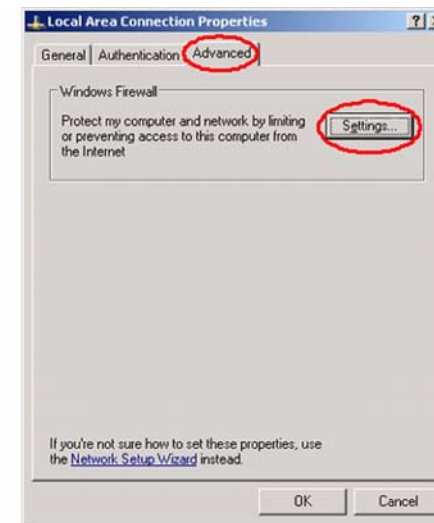 Local Area Connection Properties
General Authentication Advanced
Windows Firewall
Protect my computer and network by limiting
or preventing access to this computer from
the Internet
Settings...
If you're not sure how to set these properties, use
the Network Setup Wizard instead.
OK Cancel